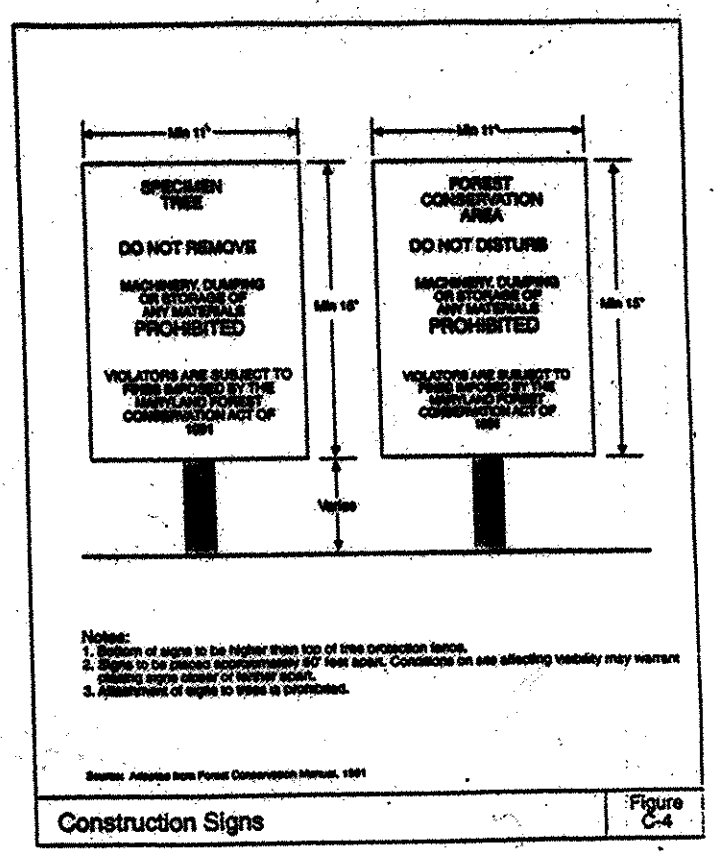 Min 11"
Min 11"
SPECIMEN
TREE
DO NOT REMOVE
MACHINERY, DUMPING
OR STORAGE OF
ANY MATERIALS
PROHIBITED
VIOLATORS ARE SUBJECT TO
FINES IMPOSED BY THE
MARYLAND FOREST
CONSERVATION ACT OF
1991
Min 15"
FOREST
CONSERVATION
AREA
DO NOT DISTURB
MACHINERY, DUMPING
OR STORAGE OF
ANY MATERIALS
PROHIBITED
VIOLATORS ARE SUBJECT TO
FINES IMPOSED BY THE
MARYLAND FOREST
CONSERVATION ACT OF
1991
Min 15"
Varies
Notes:
1. Bottom of signs to be higher than top of tree protection fence.
2. Signs to be placed approximately 50' feet apart. Conditions on site affecting visibility may warrant
placing signs closer or farther apart.
3. Attachment of signs to trees is prohibited.
Source: Adapted from Forest Conservation Manual, 1991
Construction Signs
Figure
C-4